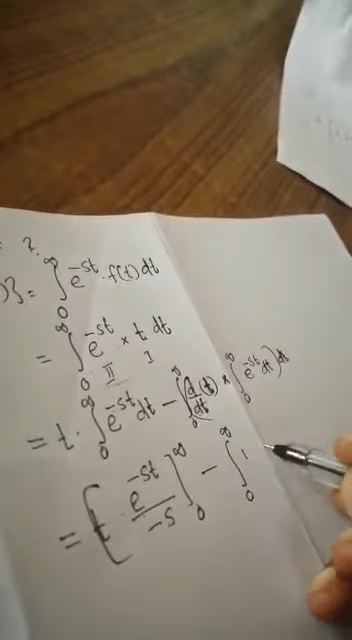 = ?
)} = ∫₀^∞ e^-st . f(t) dt
= ∫₀^∞ e^-st × t dt
II I
= t . ∫₀^∞ e^-st dt - ∫₀^∞ (d/dt (t) × ∫₀^∞ e^-st dt) dt
= [t . e^-st/-s]₀^∞ - ∫₀^∞ 1